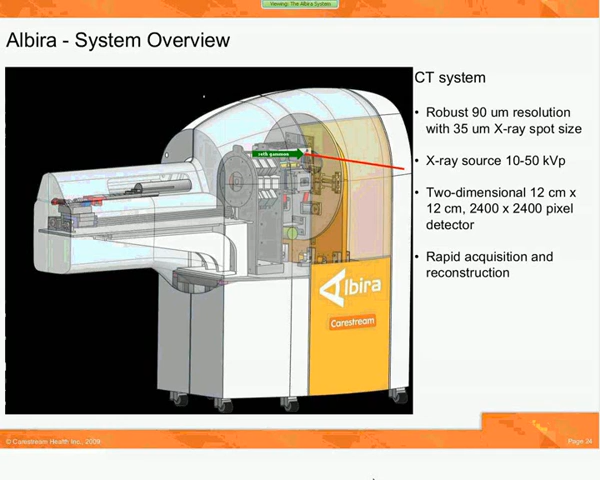 Viewing: The Albira System
Albira - System Overview
CT system
• Robust 90 um resolution
with 35 um X-ray spot size
• X-ray source 10-50 kVp
• Two-dimensional 12 cm x
12 cm, 2400 x 2400 pixel
detector
• Rapid acquisition and
reconstruction
Albira
Carestream
© Carestream Health Inc., 2009
Page 24